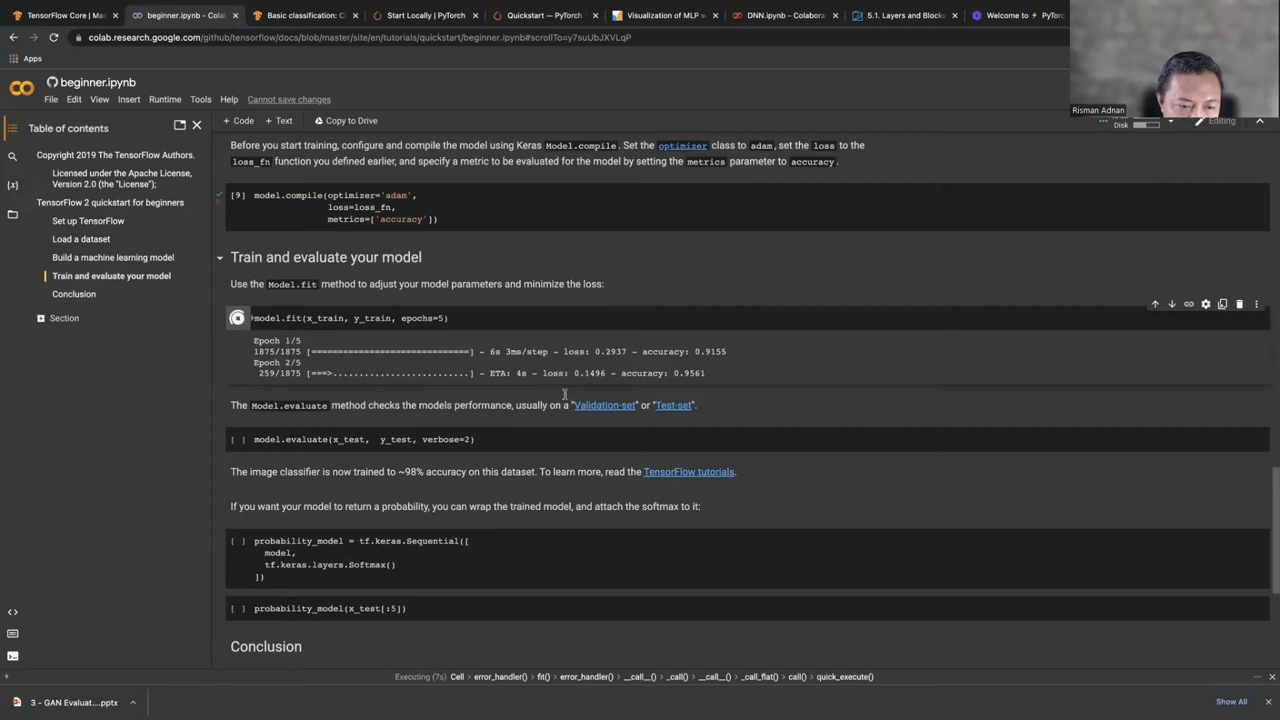 TensorFlow Core | Mac
beginner.ipynb - Colab
Basic classification: Cl
Start Locally | PyTorch
Quickstart — PyTorch
Visualization of MLP w
DNN.ipynb - Colabora
5.1. Layers and Blocks
Welcome to ⚡ PyTo
colab.research.google.com/github/tensorflow/docs/blob/master/site/en/tutorials/quickstart/beginner.ipynb#scrollTo=y7suUbJXVLqP
Apps
beginner.ipynb
File Edit View Insert Runtime Tools Help Cannot save changes
Risman Adnan
Disk
Editing
+ Code + Text Copy to Drive
Table of contents
Copyright 2019 The TensorFlow Authors.
Licensed under the Apache License,
Version 2.0 (the "License");
TensorFlow 2 quickstart for beginners
Set up TensorFlow
Load a dataset
Build a machine learning model
Train and evaluate your model
Conclusion
Section
Before you start training, configure and compile the model using Keras Model.compile. Set the optimizer class to adam, set the loss to the
loss_fn function you defined earlier, and specify a metric to be evaluated for the model by setting the metrics parameter to accuracy.
[9] model.compile(optimizer='adam',
loss=loss_fn,
metrics=['accuracy'])
Train and evaluate your model
Use the Model.fit method to adjust your model parameters and minimize the loss:
model.fit(x_train, y_train, epochs=5)
Epoch 1/5
1875/1875 [==============================] - 6s 3ms/step - loss: 0.2937 - accuracy: 0.9155
Epoch 2/5
259/1875 [===>..........................] - ETA: 4s - loss: 0.1496 - accuracy: 0.9561
The Model.evaluate method checks the models performance, usually on a "Validation-set" or "Test-set".
[ ] model.evaluate(x_test, y_test, verbose=2)
The image classifier is now trained to ~98% accuracy on this dataset. To learn more, read the TensorFlow tutorials.
If you want your model to return a probability, you can wrap the trained model, and attach the softmax to it:
[ ] probability_model = tf.keras.Sequential([
model,
tf.keras.layers.Softmax()
])
[ ] probability_model(x_test[:5])
Conclusion
Executing (7s) Cell > error_handler() > fit() > error_handler() > __call__() > _call() > __call__() > _call_flat() > call() > quick_execute()
3 - GAN Evaluat....pptx
Show All